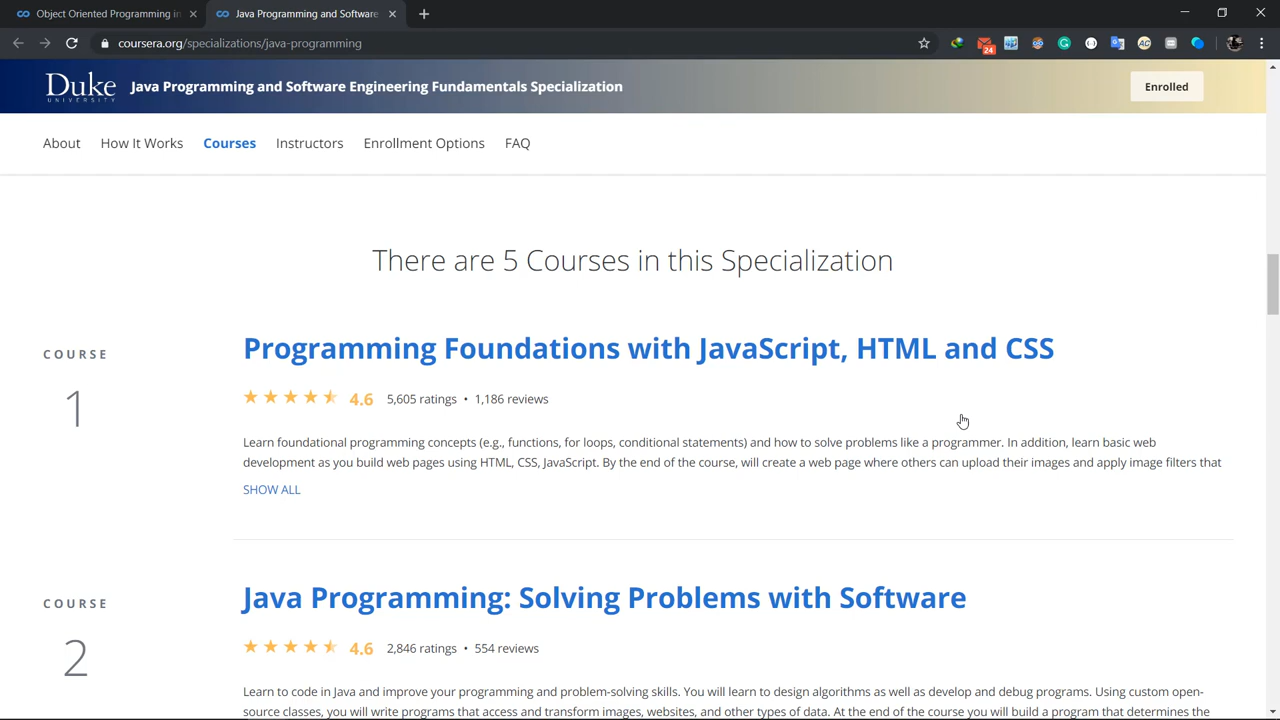 Object Oriented Programming in
Java Programming and Software
coursera.org/specializations/java-programming
24
Duke
UNIVERSITY
Java Programming and Software Engineering Fundamentals Specialization
Enrolled
About How It Works Courses Instructors Enrollment Options FAQ
There are 5 Courses in this Specialization
COURSE
1
Programming Foundations with JavaScript, HTML and CSS
4.6 5,605 ratings • 1,186 reviews
Learn foundational programming concepts (e.g., functions, for loops, conditional statements) and how to solve problems like a programmer. In addition, learn basic web
development as you build web pages using HTML, CSS, JavaScript. By the end of the course, will create a web page where others can upload their images and apply image filters that
SHOW ALL
COURSE
2
Java Programming: Solving Problems with Software
4.6 2,846 ratings • 554 reviews
Learn to code in Java and improve your programming and problem-solving skills. You will learn to design algorithms as well as develop and debug programs. Using custom open-
source classes, you will write programs that access and transform images, websites, and other types of data. At the end of the course you will build a program that determines the